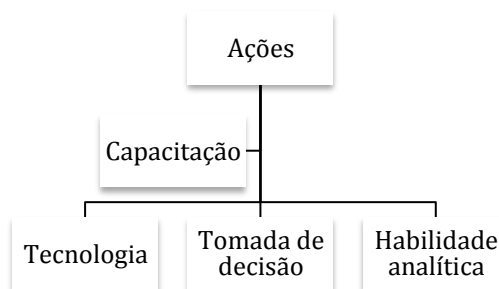 Ações
Capacitação
Tecnologia
Tomada de
decisão
Habilidade
analítica